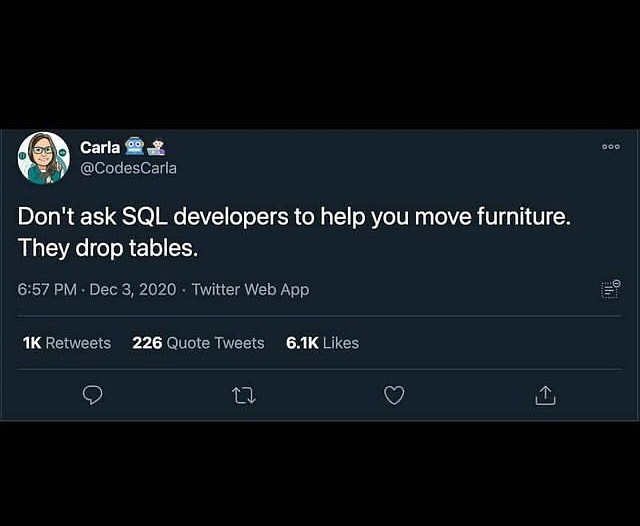 Carla
@CodesCarla
Don't ask SQL developers to help you move furniture.
They drop tables.
6:57 PM · Dec 3, 2020 · Twitter Web App
1K Retweets 226 Quote Tweets 6.1K Likes